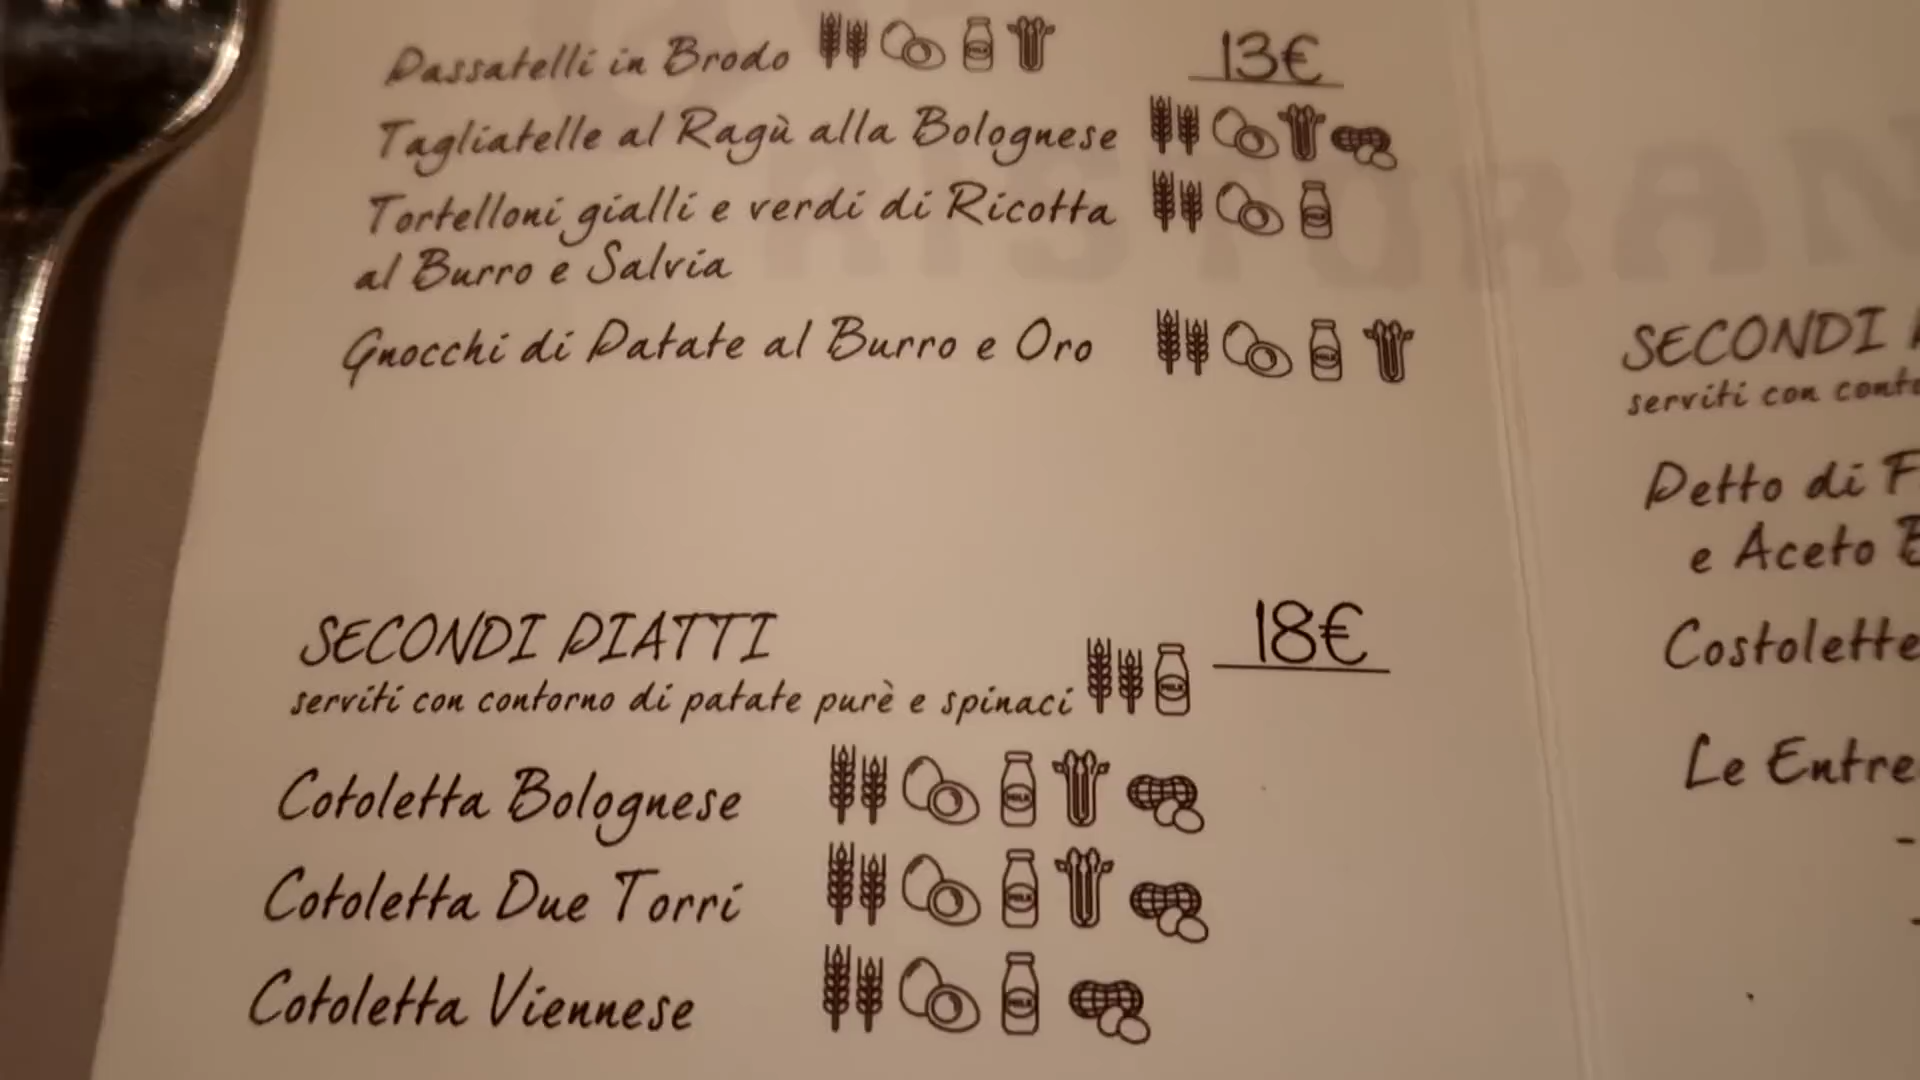 Passatelli in Brodo
13€
Tagliatelle al Ragù alla Bolognese
Tortelloni gialli e verdi di Ricotta
al Burro e Salvia
Gnocchi di Patate al Burro e Oro
SECONDI PIATTI
18€
serviti con contorno di patate purè e spinaci
Cotoletta Bolognese
Cotoletta Due Torri
Cotoletta Viennese
SECONDI
serviti con
Petto di
e Aceto
Costolette
Le